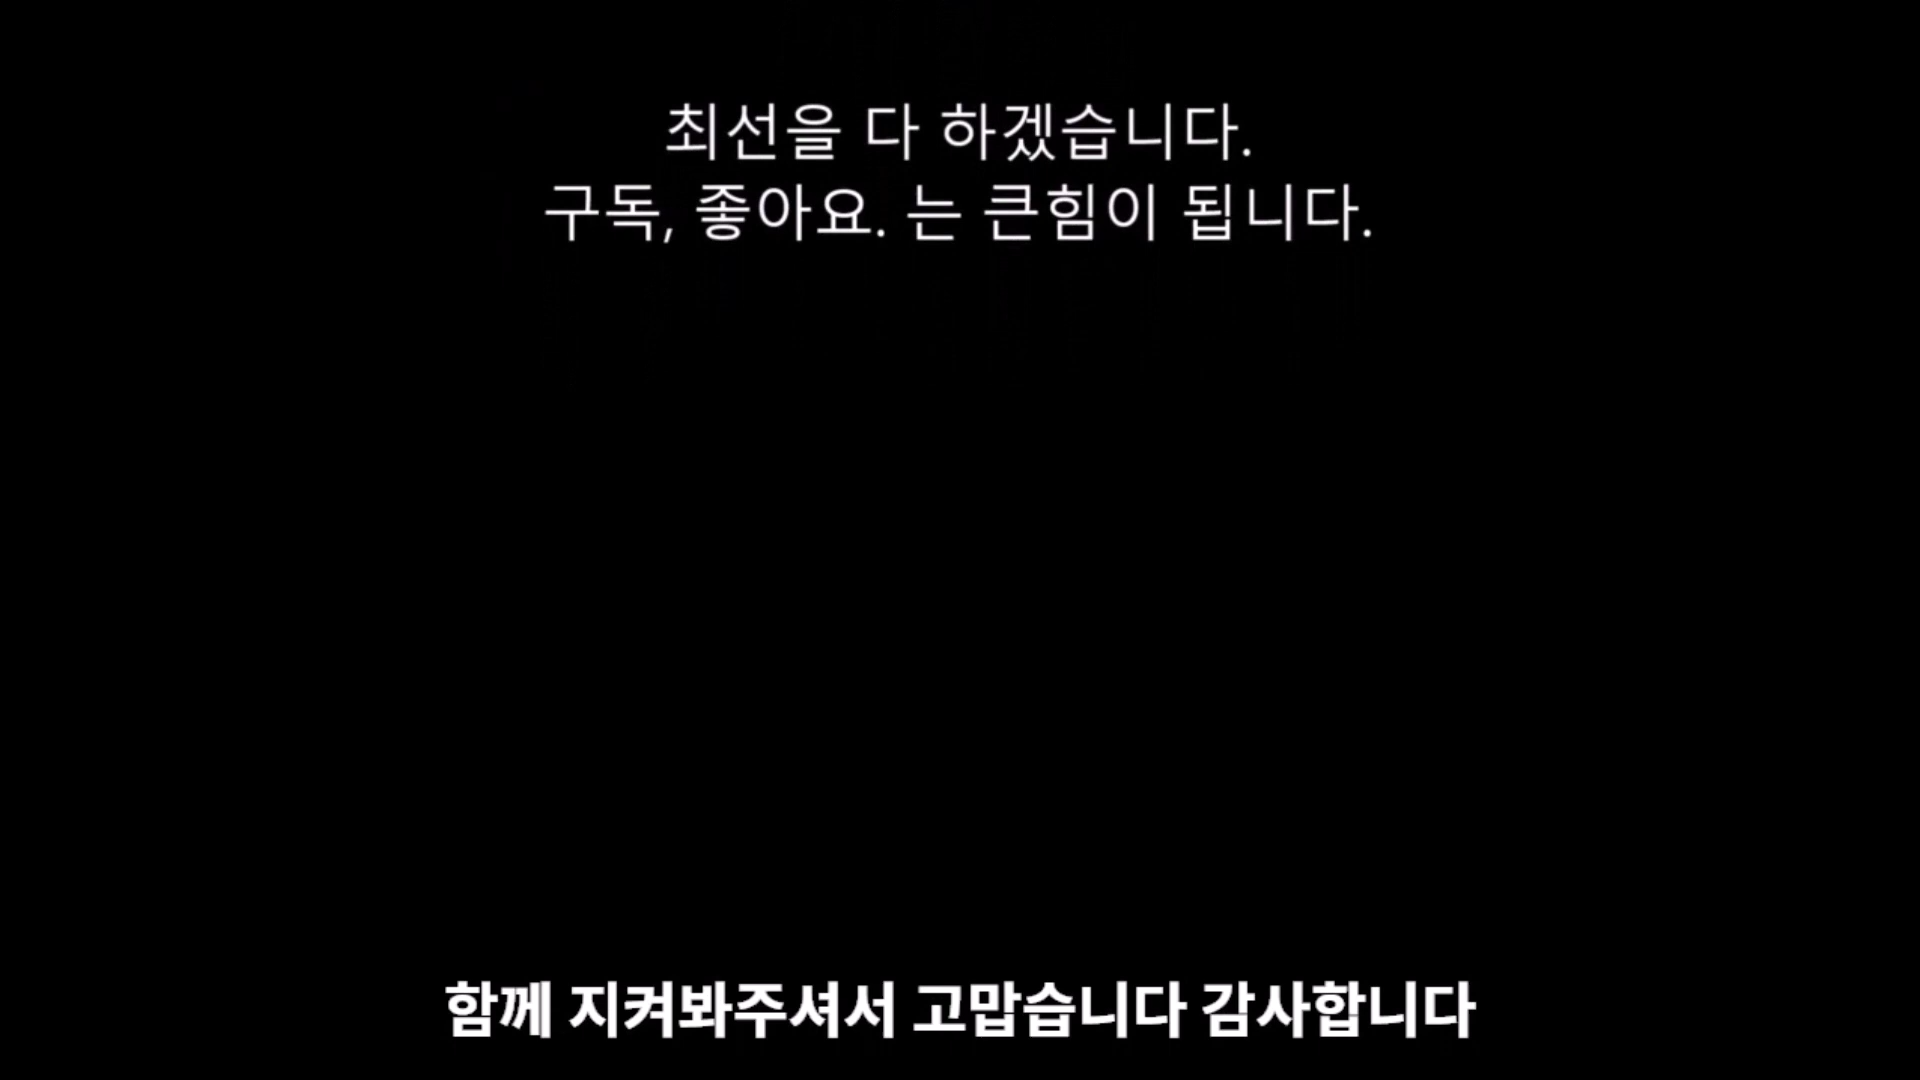 최선을 다 하겠습니다.
구독, 좋아요. 는 큰힘이 됩니다.
함께 지켜봐주셔서 고맙습니다 감사합니다